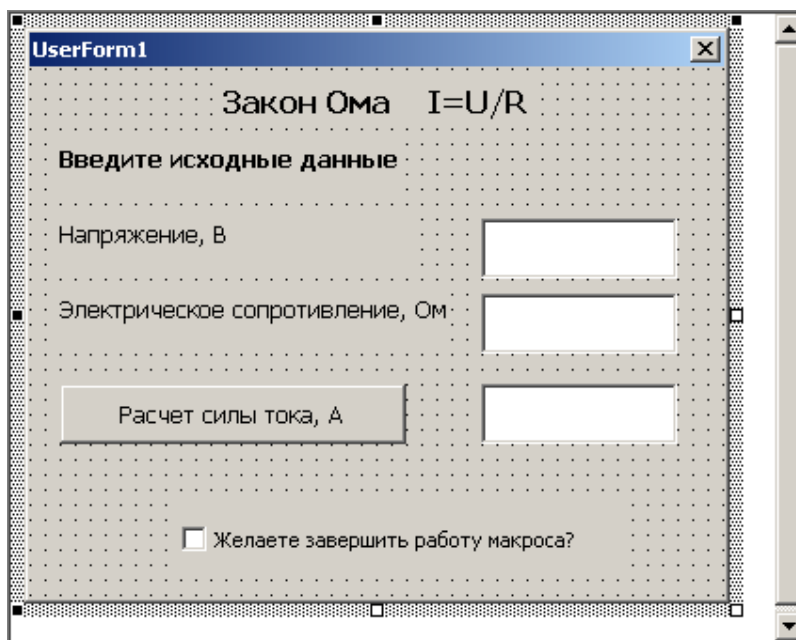 UserForm1
Закон Ома I=U/R
Введите исходные данные
Напряжение, В
Электрическое сопротивление, Ом
Расчет силы тока, А
Желаете завершить работу макроса?